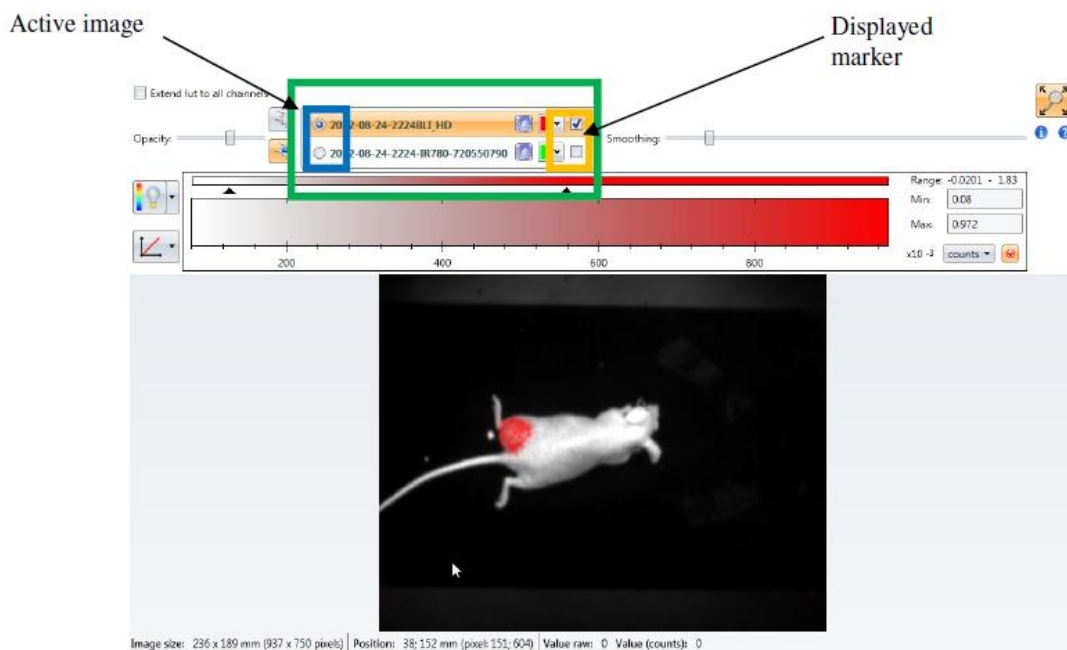 Active image
Displayed
marker
Extend lut to all channels
Opacity:
2012-08-24-2224BLI_HD
2012-08-24-2224-IR780-720550790
Smoothing:
Range: -0.0201 - 1.83
Min: 0.08
Max: 0.972
x10 -3 counts
200 400 600 800
Image size: 236 x 189 mm (937 x 750 pixels) Position: 38; 152 mm (pixel: 151; 604) Value raw: 0 Value (counts): 0